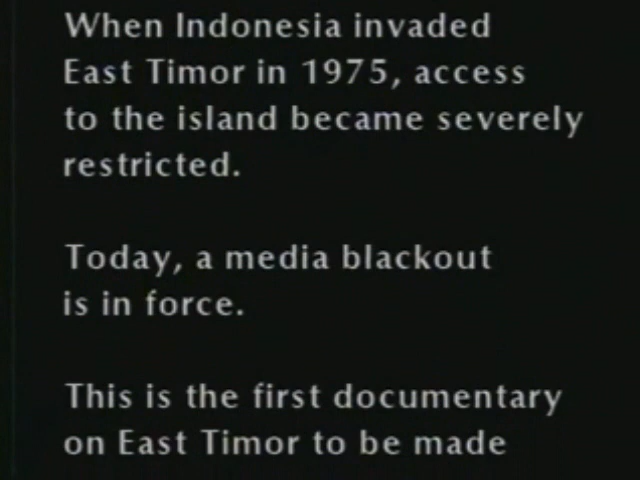 When Indonesia invaded
East Timor in 1975, access
to the island became severely
restricted.
Today, a media blackout
is in force.
This is the first documentary
on East Timor to be made